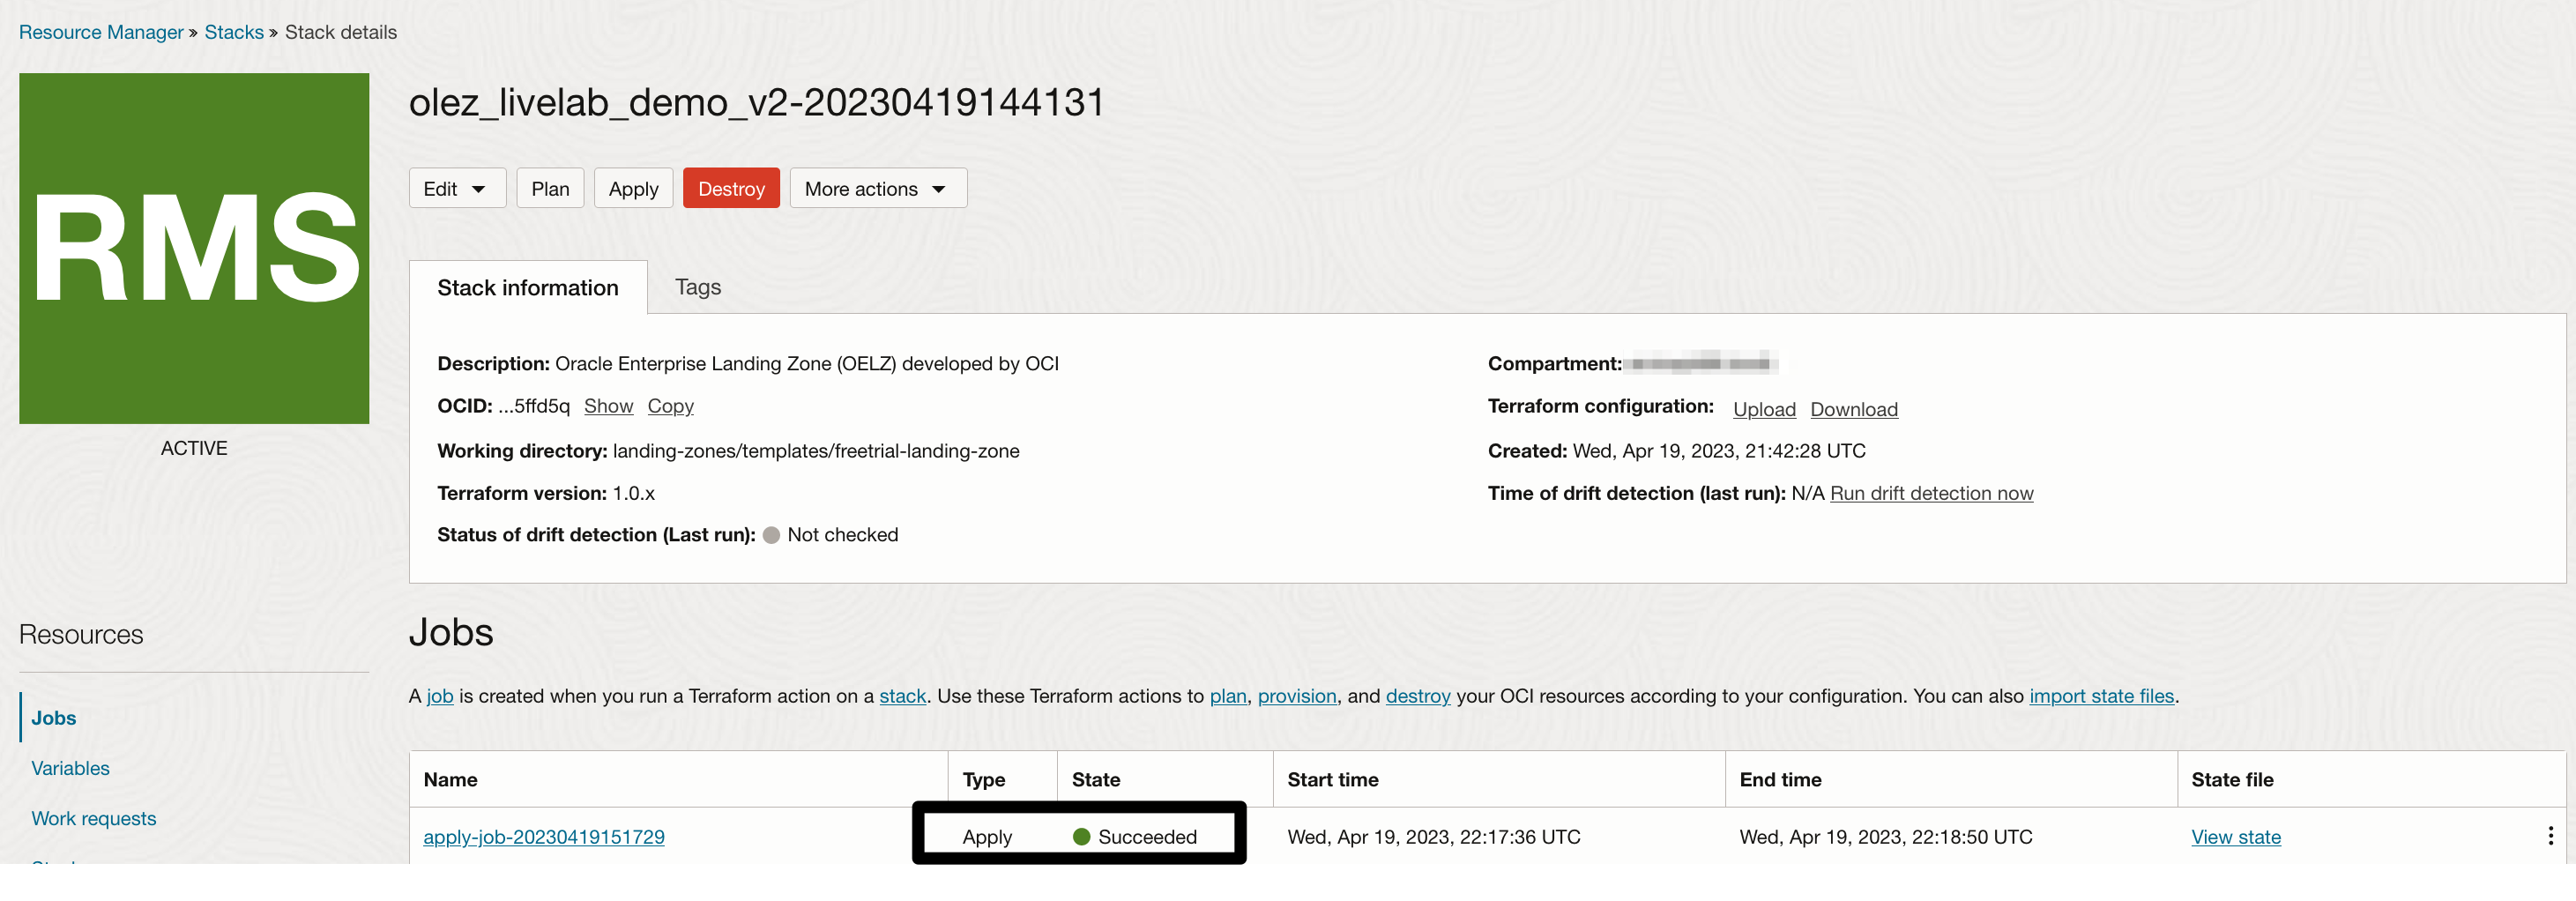 Resource Manager » Stacks » Stack details
RMS
ACTIVE
olez_livelab_demo_v2-20230419144131
Edit Plan Apply Destroy More actions
Stack information Tags
Description: Oracle Enterprise Landing Zone (OELZ) developed by OCI
Compartment:
OCID: ...5ffd5q Show Copy
Terraform configuration: Upload Download
Working directory: landing-zones/templates/freetrial-landing-zone
Created: Wed, Apr 19, 2023, 21:42:28 UTC
Terraform version: 1.0.x
Time of drift detection (last run): N/A Run drift detection now
Status of drift detection (Last run): Not checked
Resources
Jobs
Variables
Work requests
Jobs
A job is created when you run a Terraform action on a stack. Use these Terraform actions to plan, provision, and destroy your OCI resources according to your configuration. You can also import state files.
Name Type State Start time End time State file
apply-job-20230419151729 Apply Succeeded Wed, Apr 19, 2023, 22:17:36 UTC Wed, Apr 19, 2023, 22:18:50 UTC View state